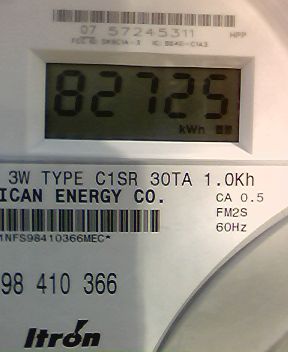 07 57245311 HPP
82725
kWh
3W TYPE C1SR 30TA 1.0Kh
ICAN ENERGY CO.
CA 0.5
FM2S
60Hz
1NFS98410366MEC*
98 410 366
Itron